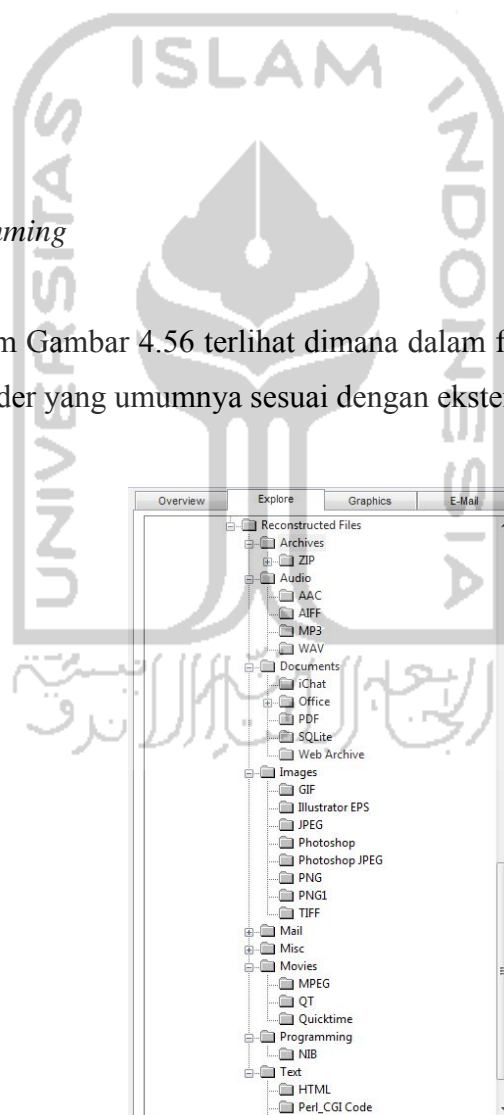 ISLAM
UNIVERSITAS
INDONESIA
mming
m Gambar 4.56 terlihat dimana dalam f
der yang umumnya sesuai dengan ekste
Overview Explore Graphics E-Mail
Reconstructed Files
Archives
ZIP
Audio
AAC
AIFF
MP3
WAV
Documents
iChat
Office
PDF
SQLite
Web Archive
Images
GIF
Illustrator EPS
JPEG
Photoshop
Photoshop JPEG
PNG
PNG1
TIFF
Mail
Misc
Movies
MPEG
QT
Quicktime
Programming
NIB
Text
HTML
Perl_CGI Code